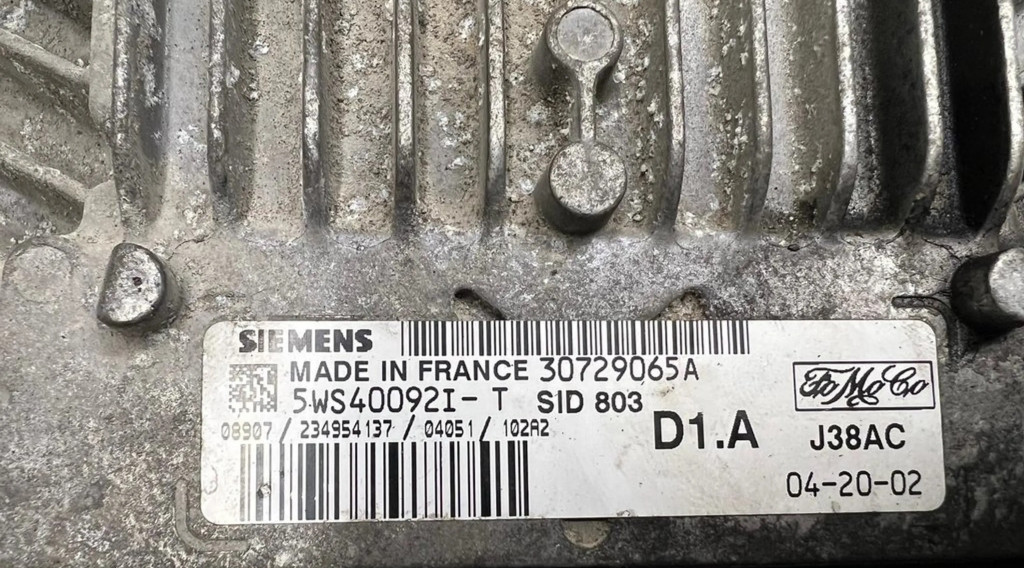 SIEMENS
MADE IN FRANCE 30729065A
5WS40092I-T SID 803
08907/234954137/04051/102A2
D1.A
FoMoCo
J38AC
04-20-02